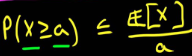 P(X≥a) ≤ 𝔼[X]/a